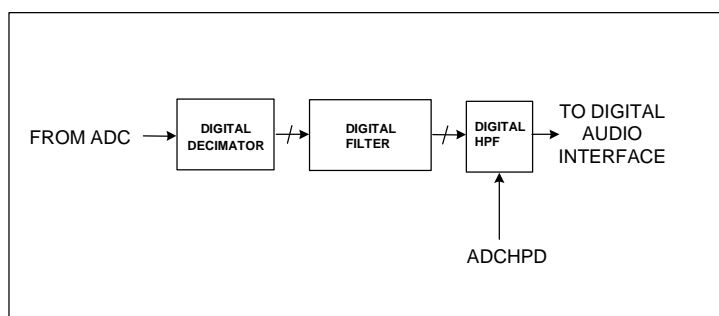 FROM ADC
DIGITAL
DECIMATOR
DIGITAL
FILTER
DIGITAL
HPF
TO DIGITAL
AUDIO
INTERFACE
ADCHPD